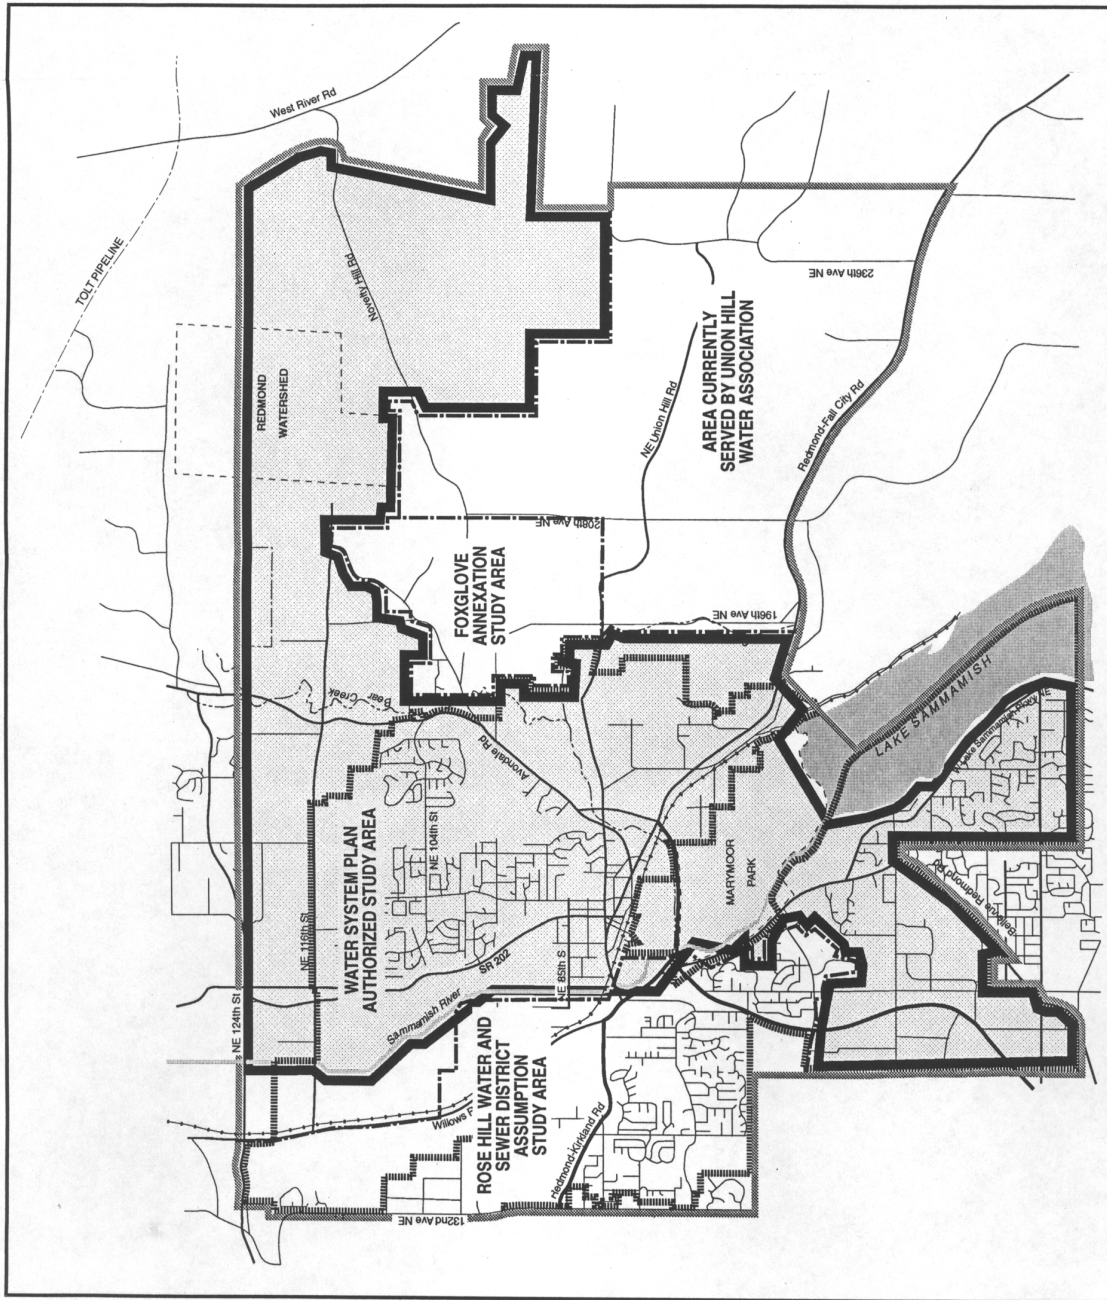 West River Rd
TOLT PIPELINE
Novelty Hill Rd
REDMOND
WATERSHED
236th Ave NE
AREA CURRENTLY
SERVED BY UNION HILL
WATER ASSOCIATION
NE Union Hill Rd
Redmond-Fall City Rd
208th Ave NE
FOXGLOVE
ANNEXATION
STUDY AREA
196th Ave NE
Bear Creek
LAKE SAMMAMISH
Avondale Rd
NE 104th St
WATER SYSTEM PLAN
AUTHORIZED STUDY AREA
NE 116th St
MARYMOOR
PARK
Bellevue Redmond Rd
SR 202
NE 85th S
NE 124th St
Sammamish River
Willows R
ROSE HILL WATER AND
SEWER DISTRICT
ASSUMPTION
STUDY AREA
Redmond-Kirkland Rd
132nd Ave NE